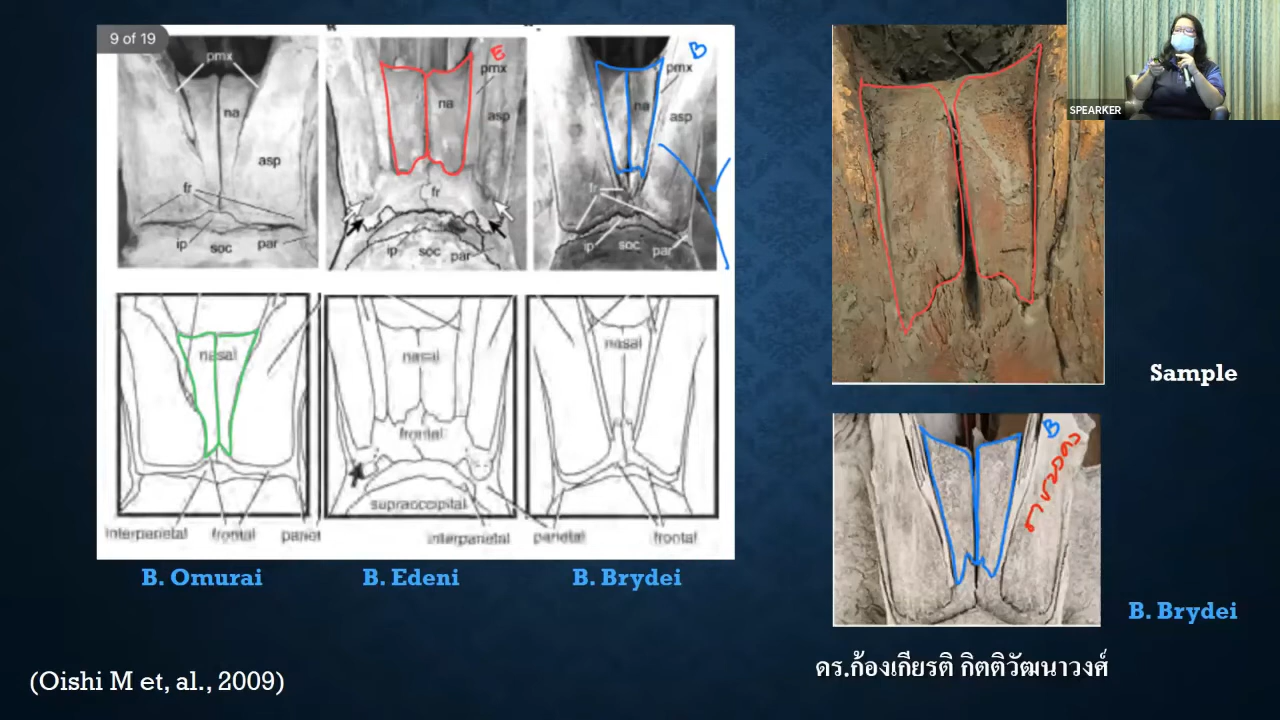 9 of 19
pmx
na
asp
fr
ip
soc
par
E
pmx
na
asp
fr
ip
soc
par
B
pmx
na
asp
fr
ip
soc
par
nasal
interparietal
frontal
pariet
nasal
frontal
supraoccipital
interparietal
parietal
nasal
frontal
B. Omurai
B. Edeni
B. Brydei
(Oishi M et, al., 2009)
SPEARKER
Sample
B
B. Brydei
ดร.ก้องเกียรติ กิตติวัฒนาวงศ์